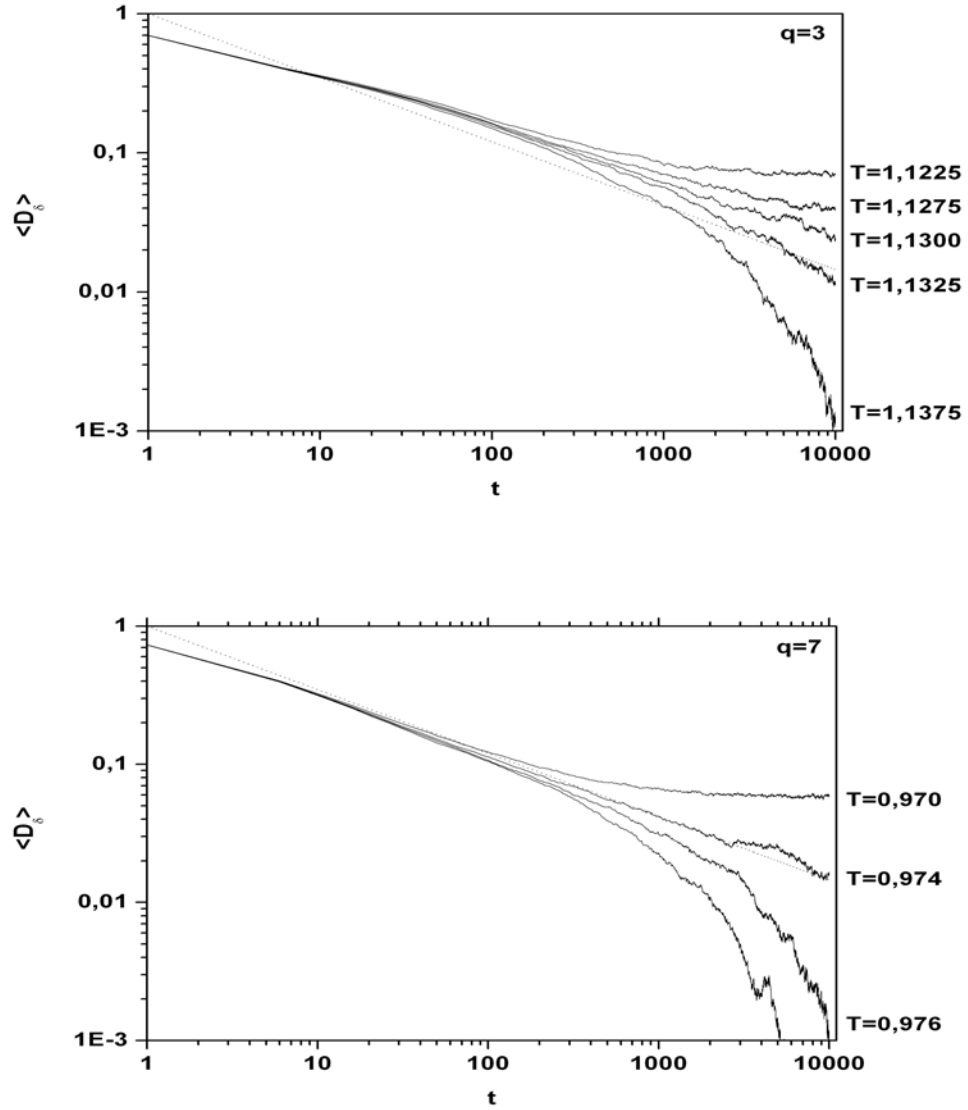 1
q=3
0,1
T=1,1225
T=1,1275
<D_δ>
T=1,1300
0,01
T=1,1325
T=1,1375
1E-3
1 10 100 1000 10000
t
1
q=7
0,1
T=0,970
<D_δ>
T=0,974
0,01
T=0,976
1E-3
1 10 100 1000 10000
t